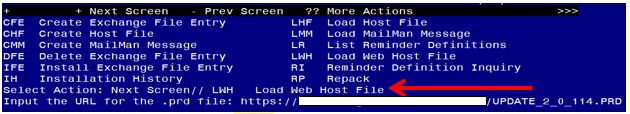 + + Next Screen - Prev Screen ?? More Actions >>>
CFE Create Exchange File Entry LHF Load Host File
CHF Create Host File LMM Load MailMan Message
CMM Create MailMan Message LR List Reminder Definitions
DFE Delete Exchange File Entry LWH Load Web Host File
IFE Install Exchange File Entry RI Reminder Definition Inquiry
IH Installation History RP Repack
Select Action: Next Screen// LWH Load Web Host File
Input the URL for the .prd file: https:// /UPDATE_2_0_114.PRD